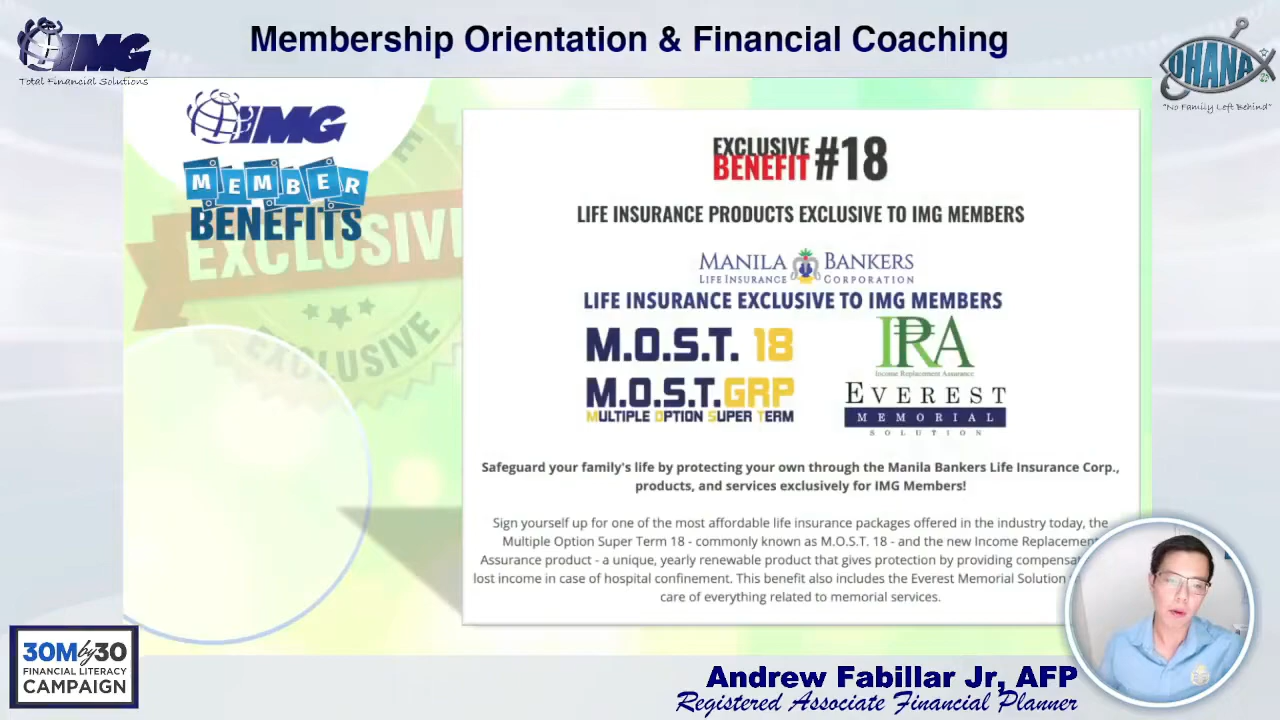 IMG
Total Financial Solutions
Membership Orientation & Financial Coaching
OHANA
"No Family Left Behind"
IMG
MEMBER
BENEFITS
EXCLUSIVE
EXCLUSIVE
EXCLUSIVE
BENEFIT #18
LIFE INSURANCE PRODUCTS EXCLUSIVE TO IMG MEMBERS
MANILA BANKERS
LIFE INSURANCE CORPORATION
LIFE INSURANCE EXCLUSIVE TO IMG MEMBERS
M.O.S.T. 18
M.O.S.T.GRP
MULTIPLE OPTION SUPER TERM
IRA
Income Replacement Assurance
EVEREST
MEMORIAL
SOLUTION
Safeguard your family's life by protecting your own through the Manila Bankers Life Insurance Corp.,
products, and services exclusively for IMG Members!
Sign yourself up for one of the most affordable life insurance packages offered in the industry today, the
Multiple Option Super Term 18 - commonly known as M.O.S.T. 18 - and the new Income Replacement
Assurance product - a unique, yearly renewable product that gives protection by providing
lost income in case of hospital confinement. This benefit also includes the Everest Memorial Solution
care of everything related to memorial services.
30M by 30
FINANCIAL LITERACY
CAMPAIGN
Andrew Fabillar Jr, AFP
Registered Associate Financial Planner